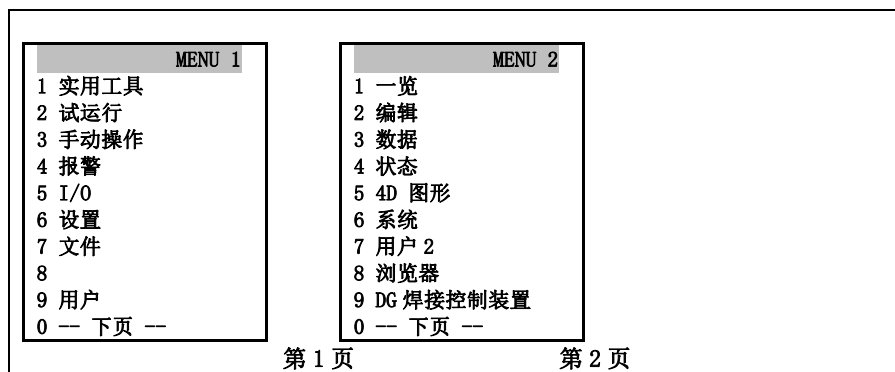 MENU 1
1 实用工具
2 试运行
3 手动操作
4 报警
5 I/O
6 设置
7 文件
8
9 用户
0 -- 下页 --
第 1 页
MENU 2
1 一览
2 编辑
3 数据
4 状态
5 4D 图形
6 系统
7 用户 2
8 浏览器
9 DG 焊接控制装置
0 -- 下页 --
第 2 页